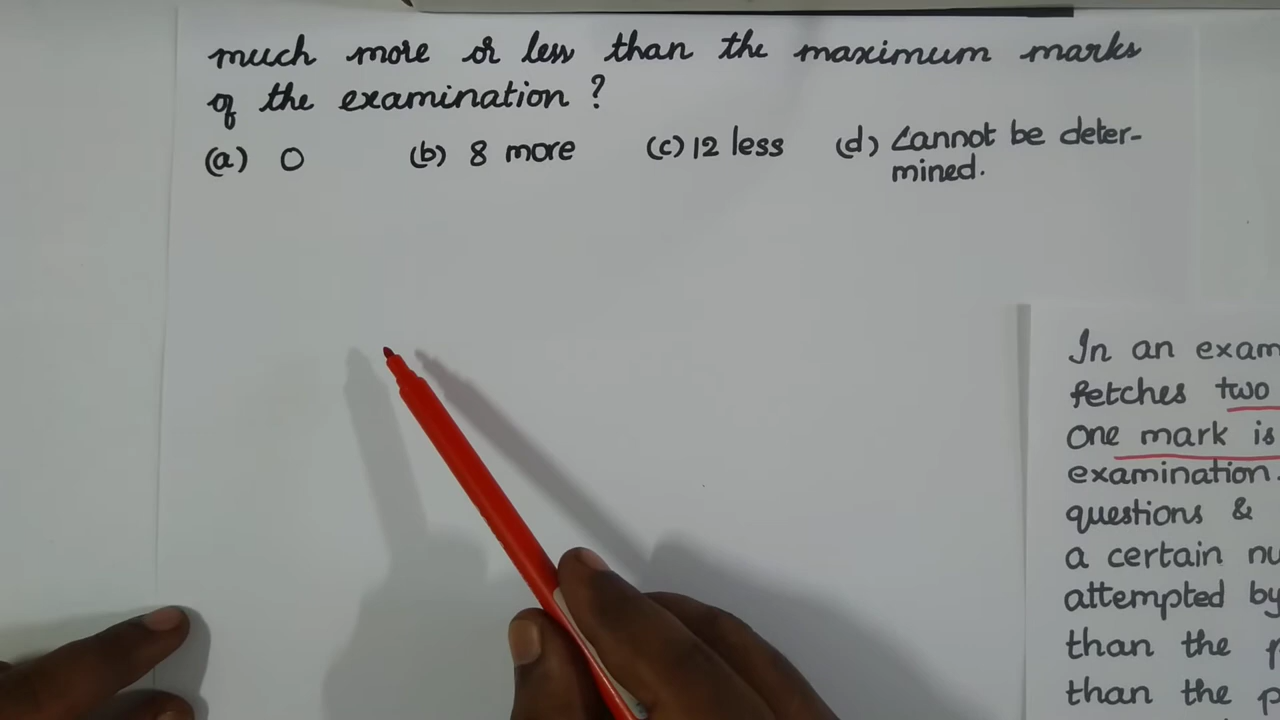 much more or less than the maximum marks
of the examination ?
(a) 0 (b) 8 more (c) 12 less (d) Cannot be deter-
mined.
In an exam
fetches two
one mark is
examination.
questions &
a certain nu
attempted by
than the p
than the p